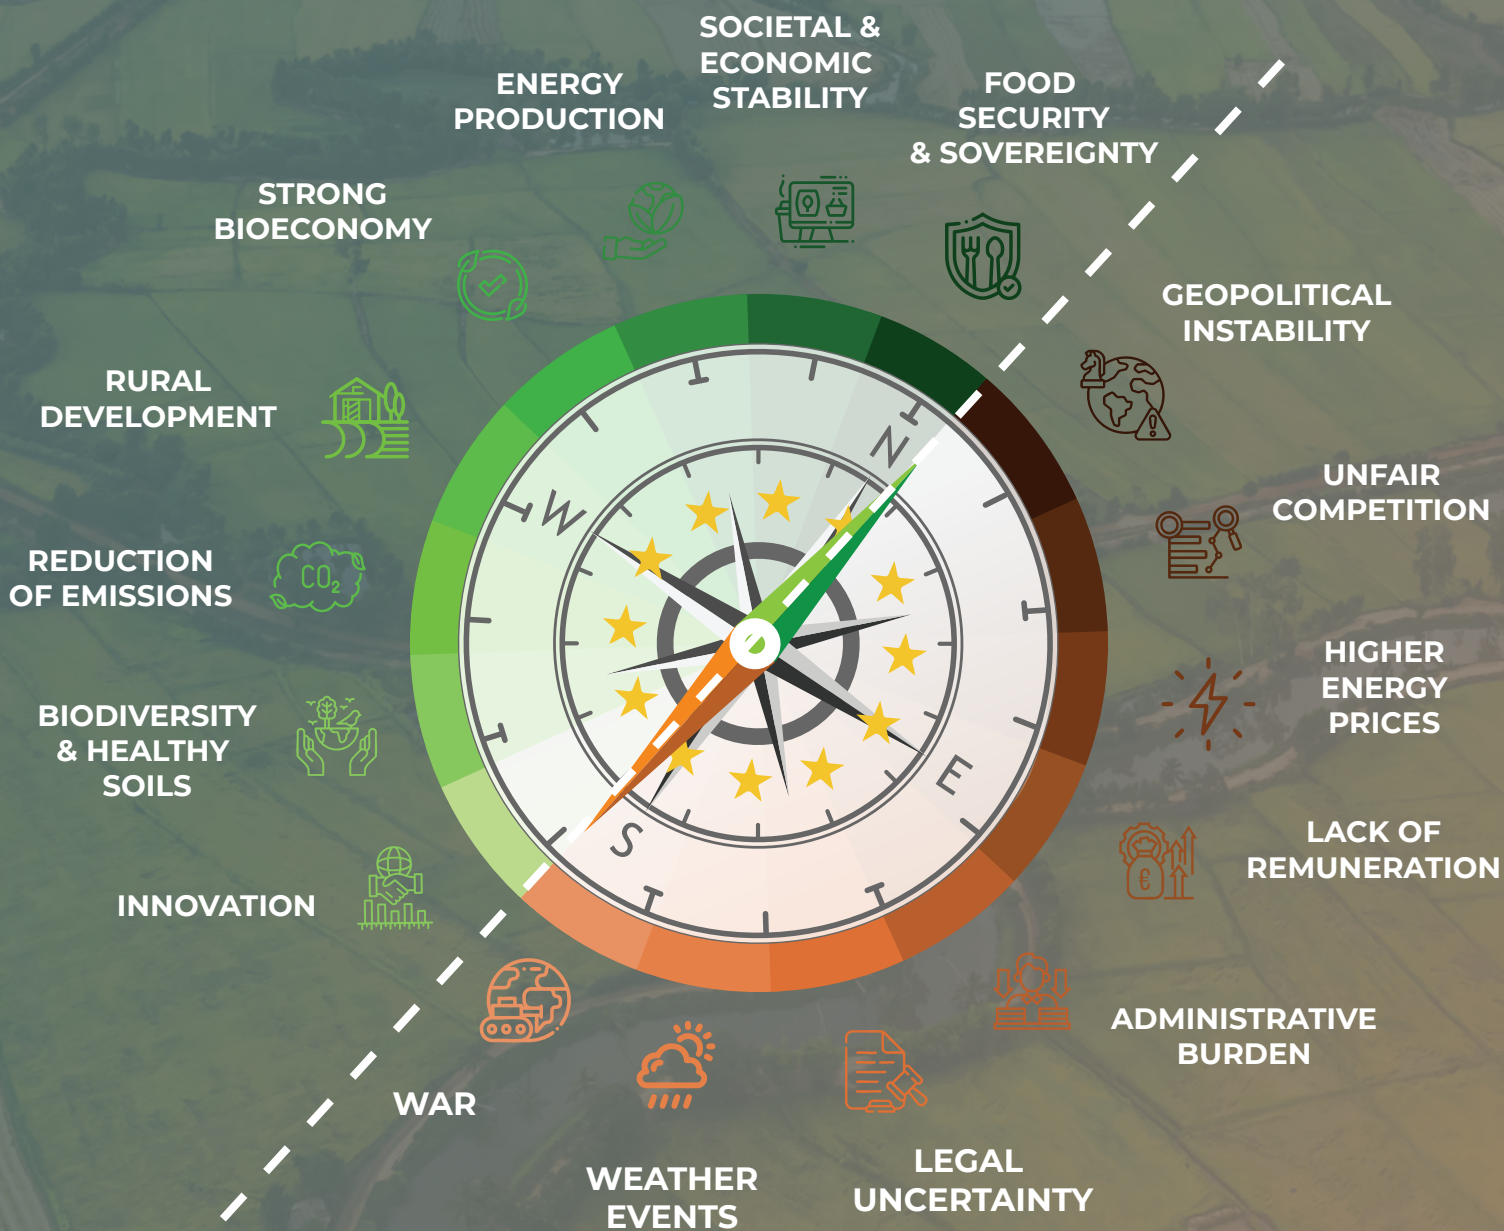 SOCIETAL &
ECONOMIC
STABILITY
ENERGY
PRODUCTION
FOOD
SECURITY
& SOVEREIGNTY
STRONG
BIOECONOMY
GEOPOLITICAL
INSTABILITY
RURAL
DEVELOPMENT
UNFAIR
COMPETITION
REDUCTION
OF EMISSIONS
CO₂
HIGHER
ENERGY
PRICES
BIODIVERSITY
& HEALTHY
SOILS
LACK OF
REMUNERATION
€
INNOVATION
ADMINISTRATIVE
BURDEN
WAR
WEATHER
EVENTS
LEGAL
UNCERTAINTY
N
W
E
S